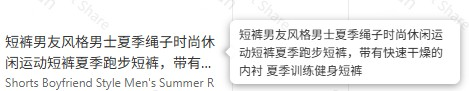 短裤男友风格男士夏季绳子时尚休
闲运动短裤夏季跑步短裤，带有...
Shorts Boyfriend Style Men's Summer R
短裤男友风格男士夏季绳子时尚休闲运
动短裤夏季跑步短裤，带有快速干燥的
内衬 夏季训练健身短裤